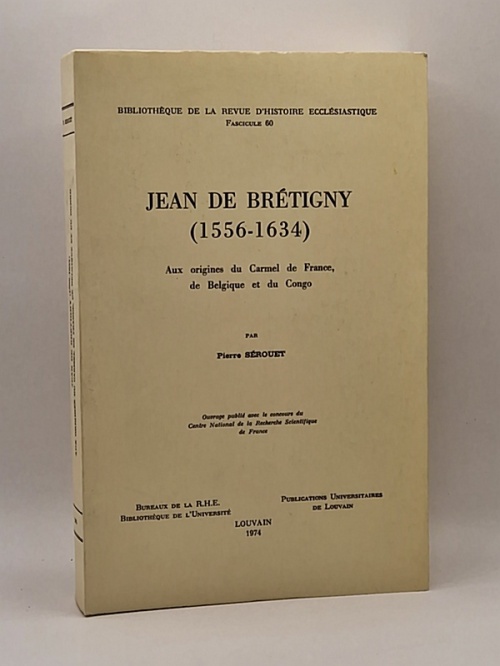 BIBLIOTHÈQUE DE LA REVUE D'HISTOIRE ECCLÉSIASTIQUE
FASCICULE 60
JEAN DE BRÉTIGNY
(1556-1634)
Aux origines du Carmel de France,
de Belgique et du Congo
PAR
Pierre SÉROUET
Ouvrage publié avec le concours du
Centre National de la Recherche Scientifique
de France
BUREAUX DE LA R.H.E.
BIBLIOTHÈQUE DE L'UNIVERSITÉ
PUBLICATIONS UNIVERSITAIRES
DE LOUVAIN
LOUVAIN
1974